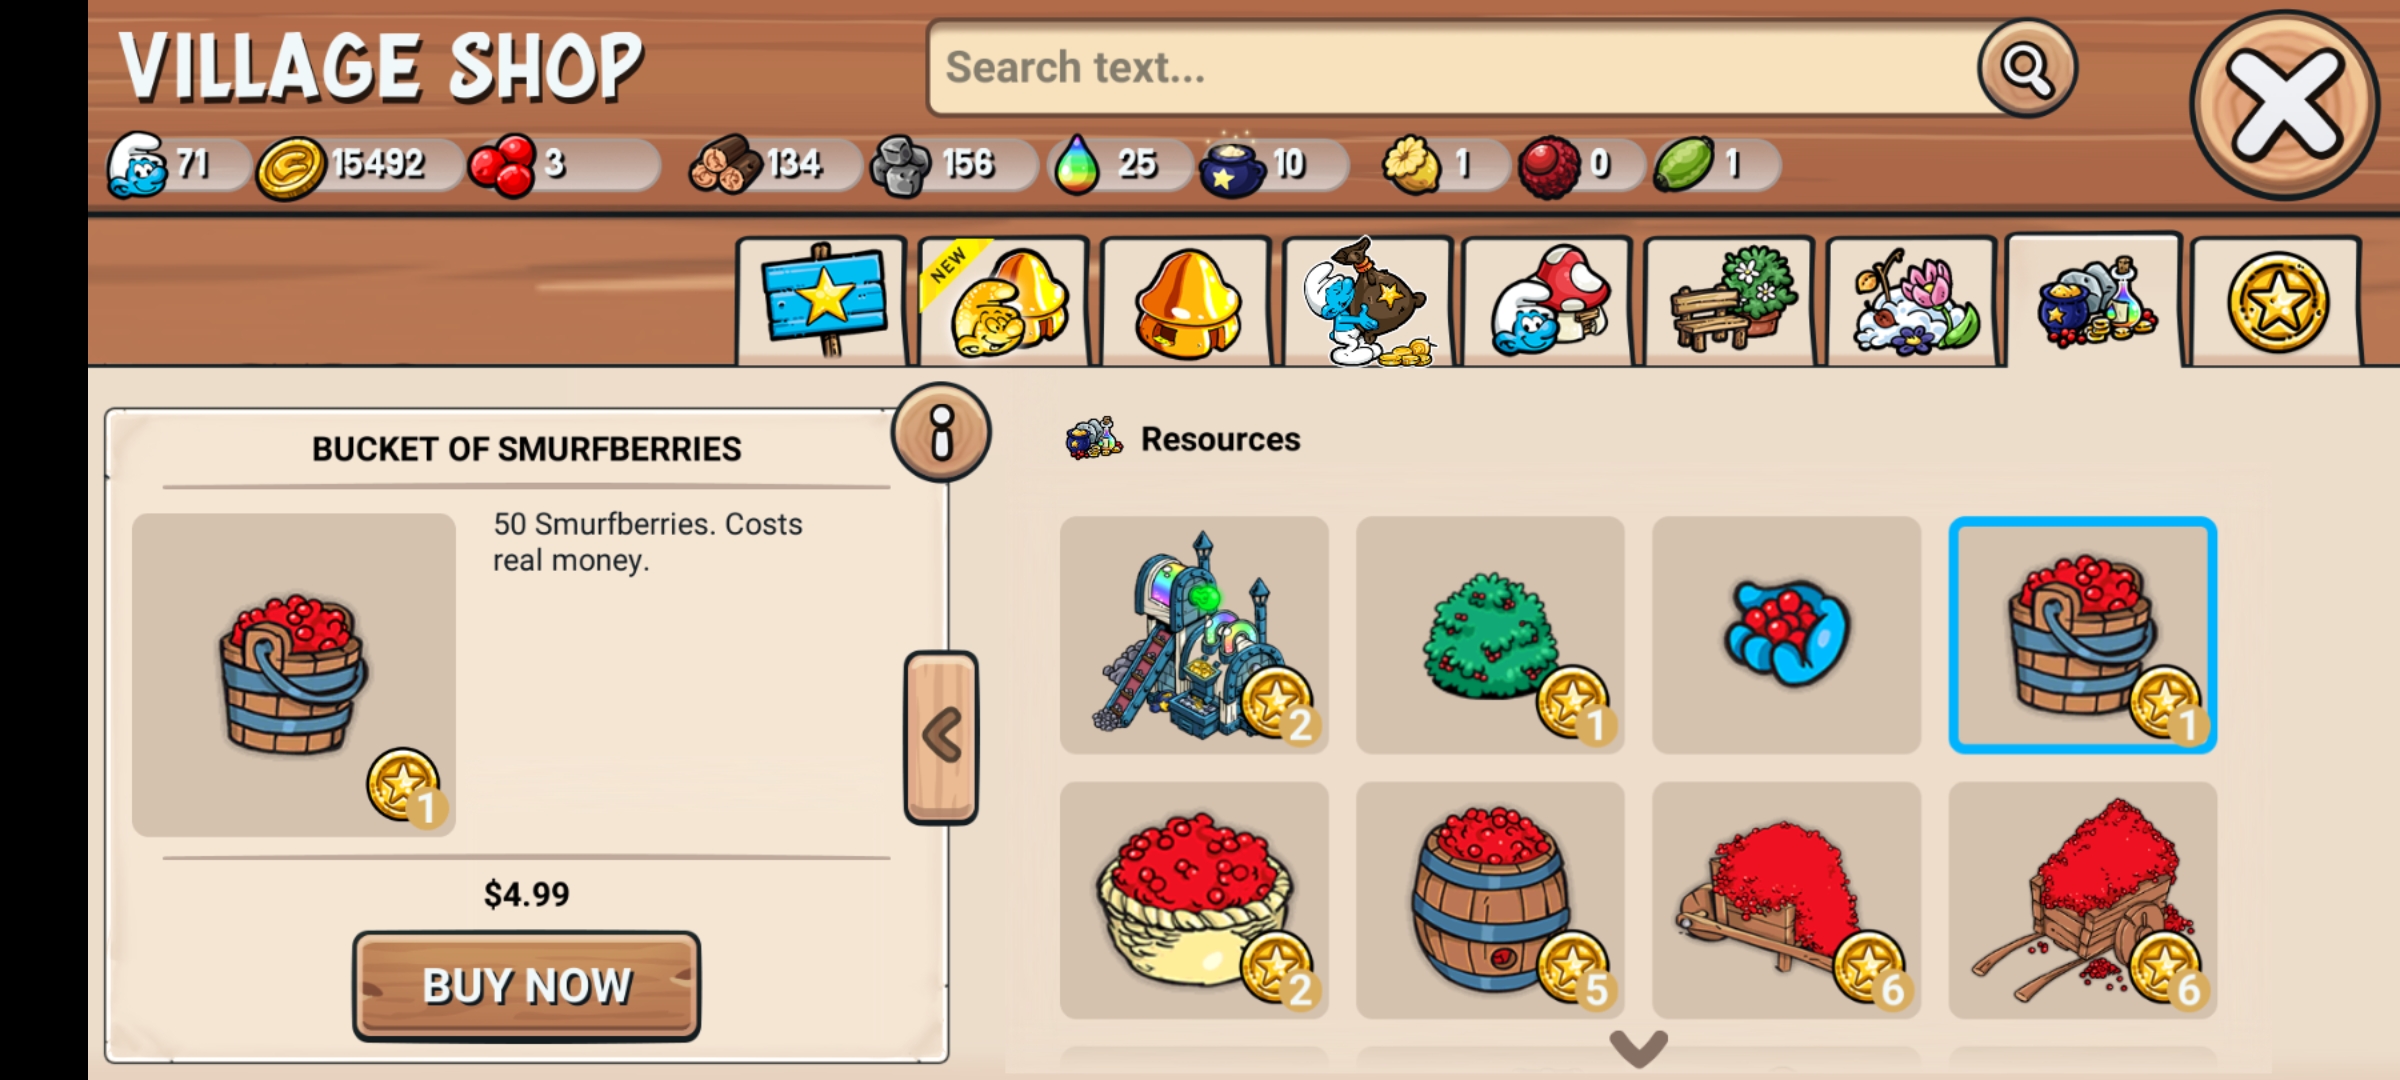 VILLAGE SHOP
Search text...
71
15492
3
134
156
25
10
1
0
1
NEW
BUCKET OF SMURFBERRIES
50 Smurfberries. Costs
real money.
1
$4.99
BUY NOW
Resources
2
1
1
2
5
6
6